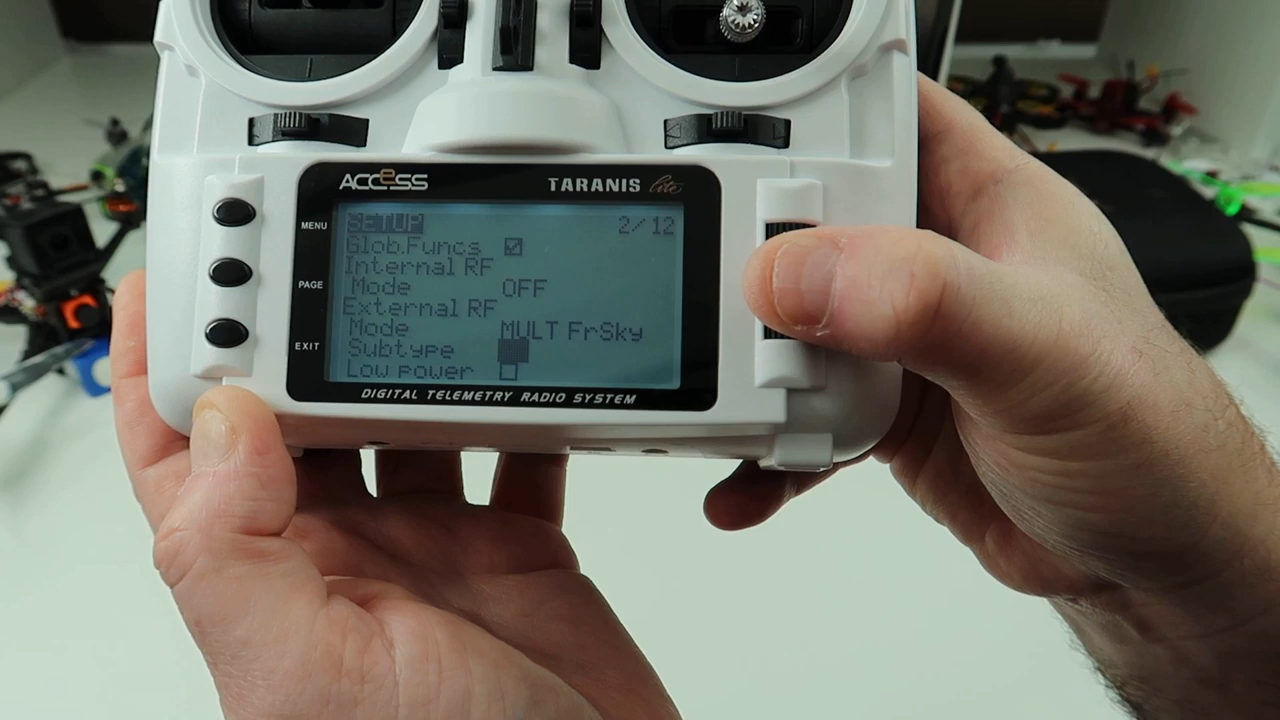 ACCeSS TARANIS lite
MENU
PAGE
EXIT
SETUP 2/12
Glob.Funcs
Internal RF
Mode OFF
External RF
Mode MULT FrSky
Subtype
Low power
DIGITAL TELEMETRY RADIO SYSTEM